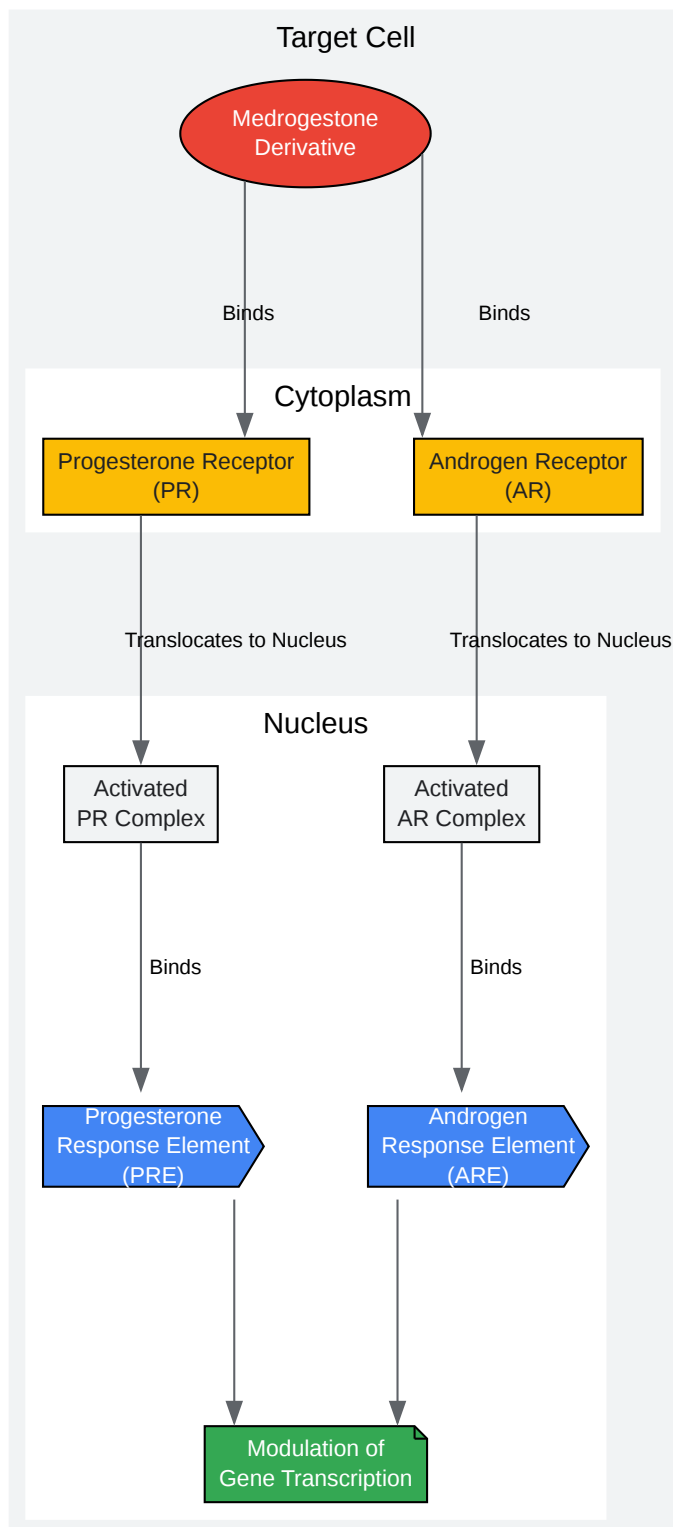 Target Cell
Medrogestone
Derivative
Binds
Binds
Cytoplasm
Progesterone Receptor
(PR)
Androgen Receptor
(AR)
Translocates to Nucleus
Translocates to Nucleus
Nucleus
Activated
PR Complex
Activated
AR Complex
Binds
Binds
Progesterone
Response Element
(PRE)
Androgen
Response Element
(ARE)
Modulation of
Gene Transcription